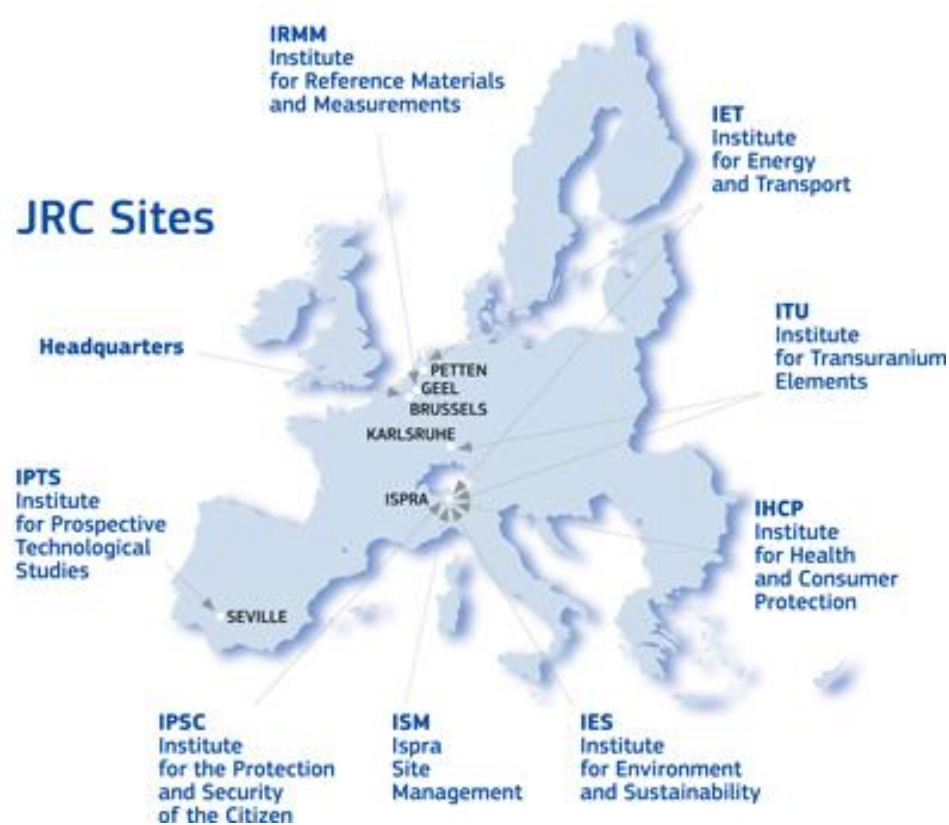 IRMM
Institute
for Reference Materials
and Measurements
IET
Institute
for Energy
and Transport
JRC Sites
Headquarters
ITU
Institute
for Transuranium
Elements
PETTEN
GEEL
BRUSSELS
KARLSRUHE
ISPRA
IPTS
Institute
for Prospective
Technological
Studies
IHCP
Institute
for Health
and Consumer
Protection
SEVILLE
IPSC
Institute
for the Protection
and Security
of the Citizen
ISM
Ispra
Site
Management
IES
Institute
for Environment
and Sustainability